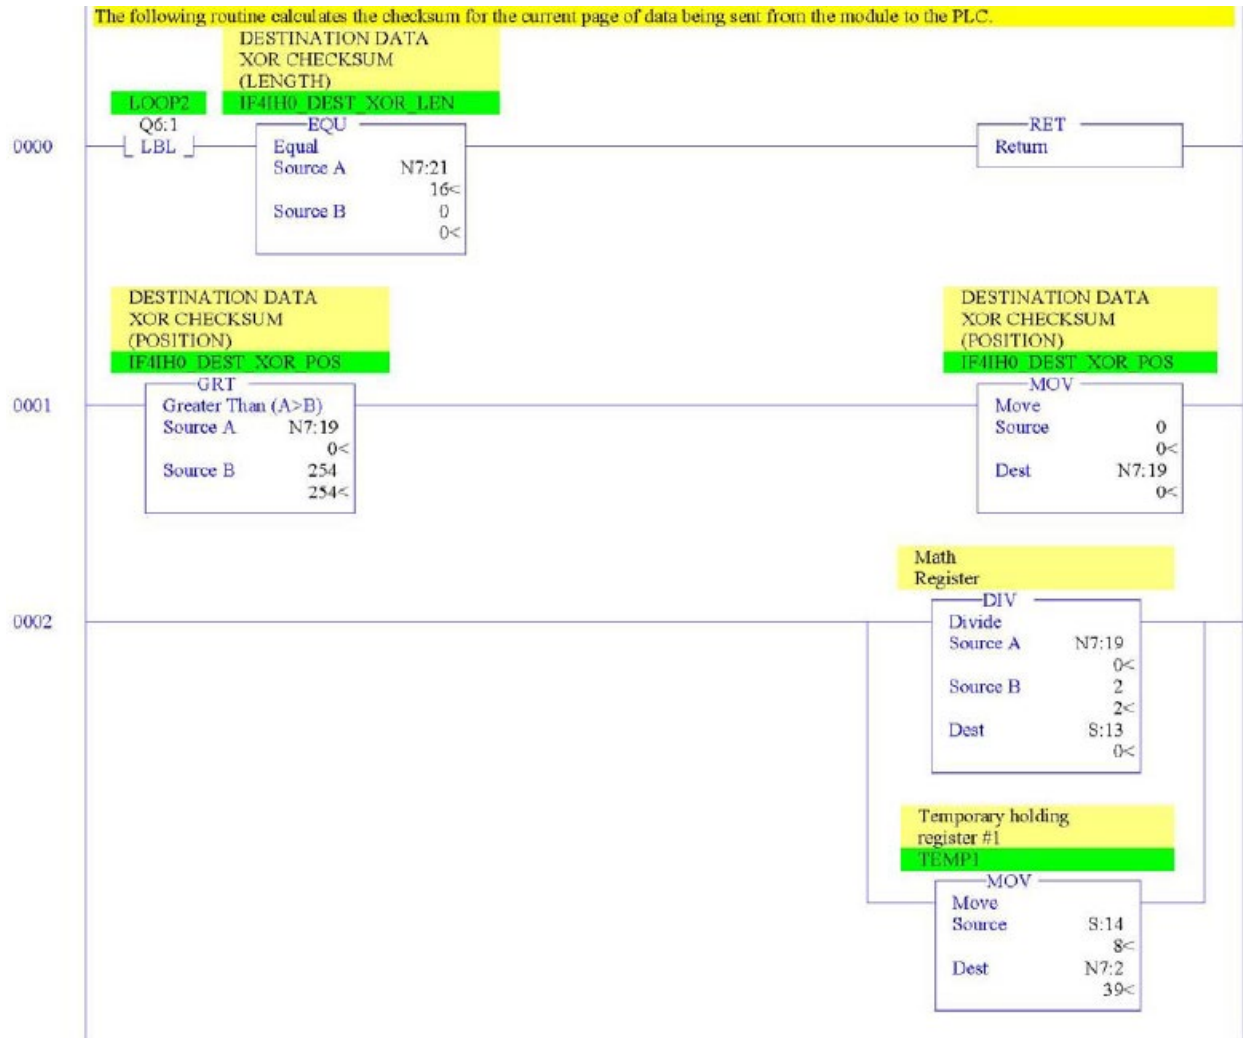 The following routine calculates the checksum for the current page of data being sent from the module to the PLC.
DESTINATION DATA
XOR CHECKSUM
(LENGTH)
LOOP2
IF4IH0_DEST_XOR_LEN
Q6:1
EQU
RET
0000
LBL
Equal
Return
Source A N7:21
16<
Source B 0
0<
DESTINATION DATA
XOR CHECKSUM
(POSITION)
IF4IH0_DEST_XOR_POS
DESTINATION DATA
XOR CHECKSUM
(POSITION)
IF4IH0_DEST_XOR_POS
GRT
MOV
0001
Greater Than (A>B)
Source A N7:19
0<
Source B 254
254<
Move
Source 0
0<
Dest N7:19
0<
Math
Register
DIV
0002
Divide
Source A N7:19
0<
Source B 2
2<
Dest S:13
0<
Temporary holding
register #1
TEMP1
MOV
Move
Source S:14
8<
Dest N7:2
39<